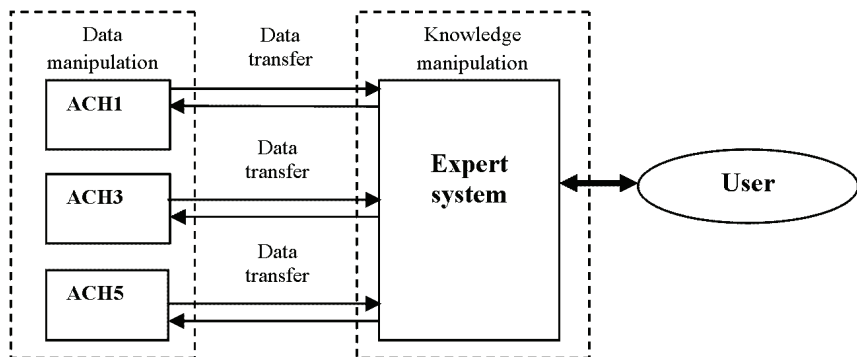 Data
manipulation
Data
transfer
Knowledge
manipulation
ACH1
Data
transfer
ACH3
Expert
system
User
Data
transfer
ACH5